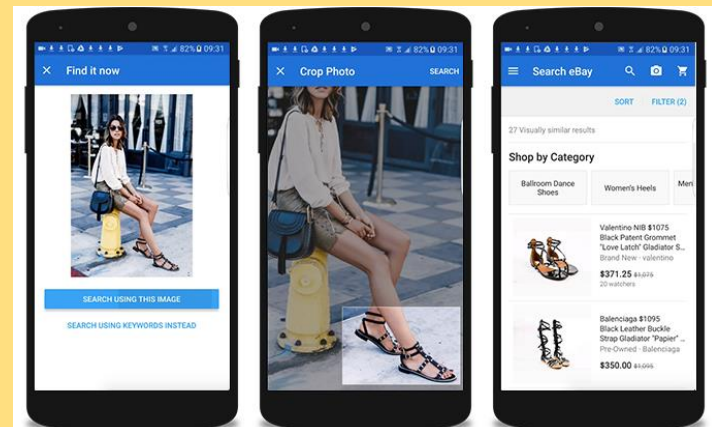 82% 09:31
Find it now
SEARCH USING THIS IMAGE
SEARCH USING KEYWORDS INSTEAD
82% 09:31
Crop Photo SEARCH
82% 09:31
Search eBay
SORT FILTER (2)
27 Visually similar results
Shop by Category
Ballroom Dance
Shoes
Women's Heels
Men
Valentino NIB $1075
Black Patent Grommet
"Love Latch" Gladiator S...
Brand New · valentino
$371.25 $1,075
20 watchers
Balenciaga $1095
Black Leather Buckle
Strap Gladiator "Papier" ...
Pre-Owned · Balenciaga
$350.00 $1,095